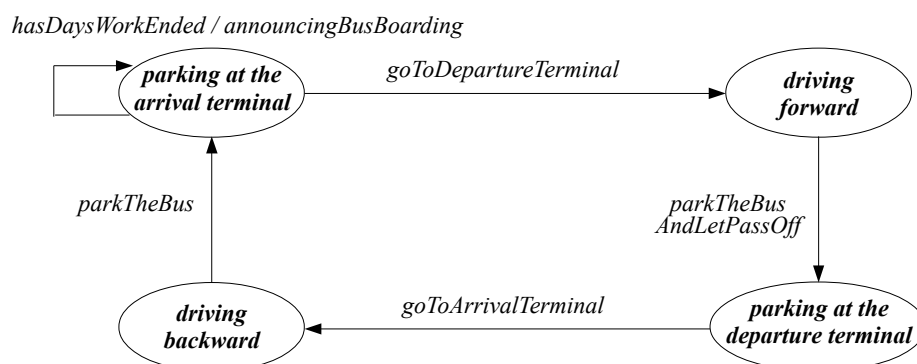 hasDaysWorkEnded / announcingBusBoarding
parking at the
arrival terminal
goToDepartureTerminal
driving
forward
parkTheBus
parkTheBus
AndLetPassOff
driving
backward
goToArrivalTerminal
parking at the
departure terminal